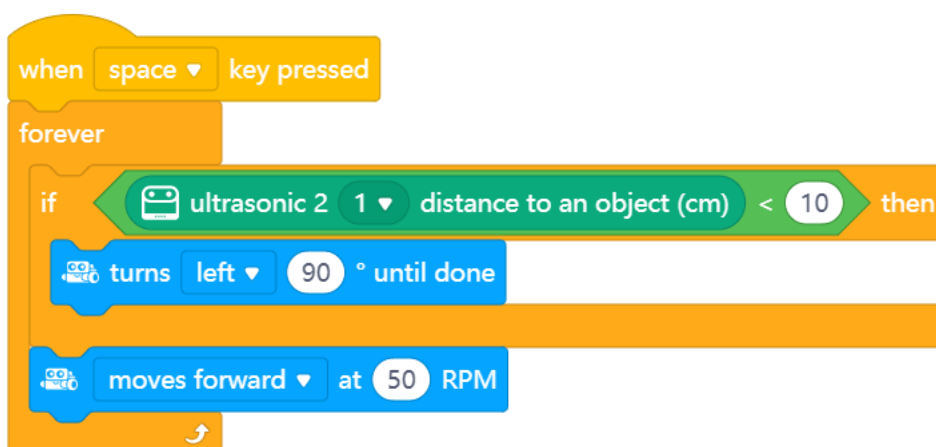 when space key pressed
forever
if ultrasonic 2 1 distance to an object (cm) < 10 then
turns left 90 ° until done
moves forward at 50 RPM